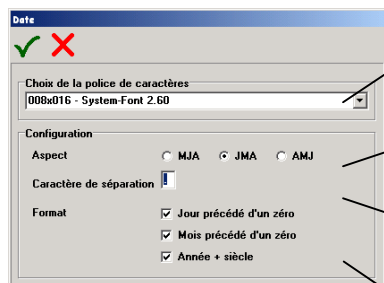 Date
Choix de la police de caractères
008x016 - System-Font 2.60
Configuration
Aspect MJA JMA AMJ
Caractère de séparation .
Format Jour précédé d'un zéro
Mois précédé d'un zéro
Année + siècle